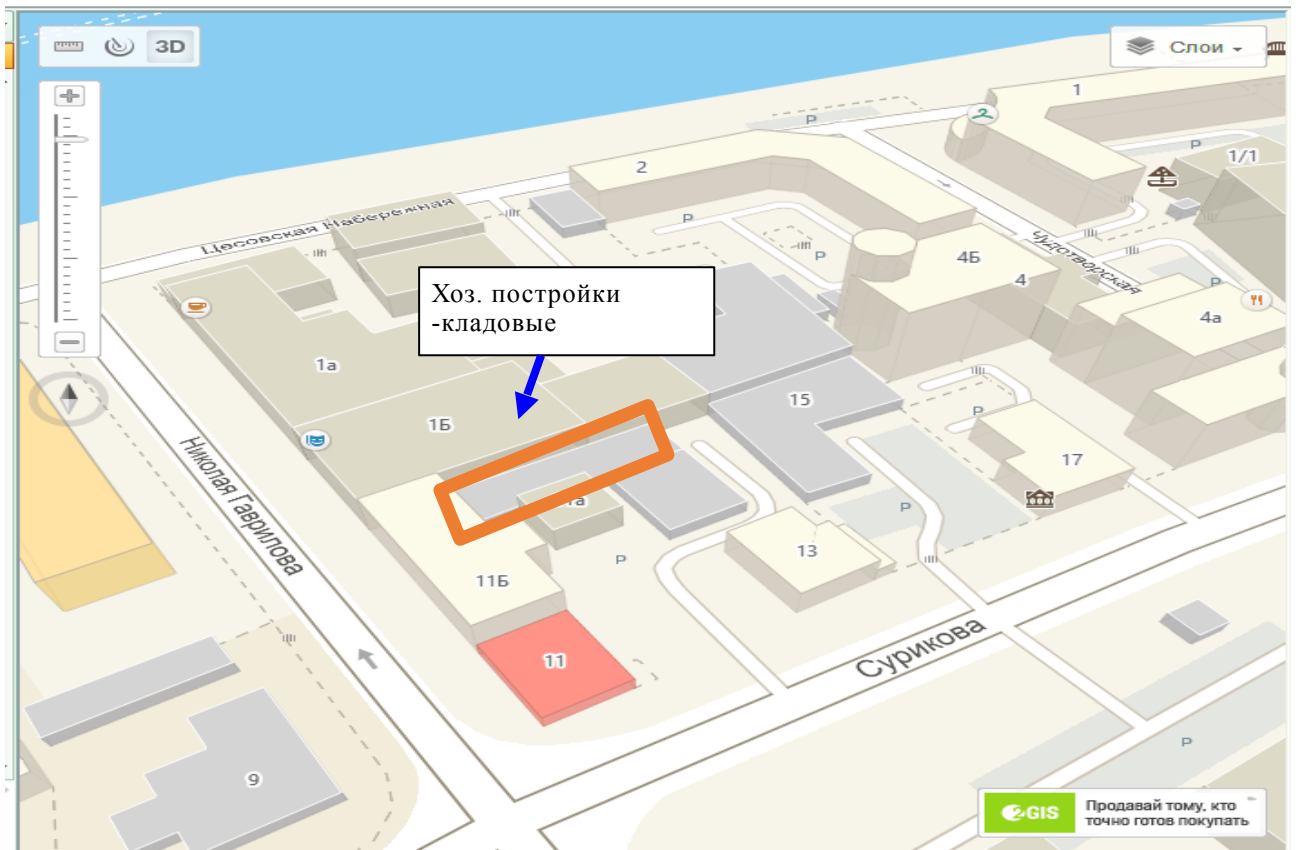 3D
Слои
1
P
1/1
P
2
Цесовская Набережная
P
P
4Б
4
Чудотворская
P
4а
Хоз. постройки
-кладовые
1а
1Б
15
P
17
Николая Гаврилова
P
13
11Б
P
11
Сурикова
9
P
2GIS
Продавай тому, кто
точно готов покупать